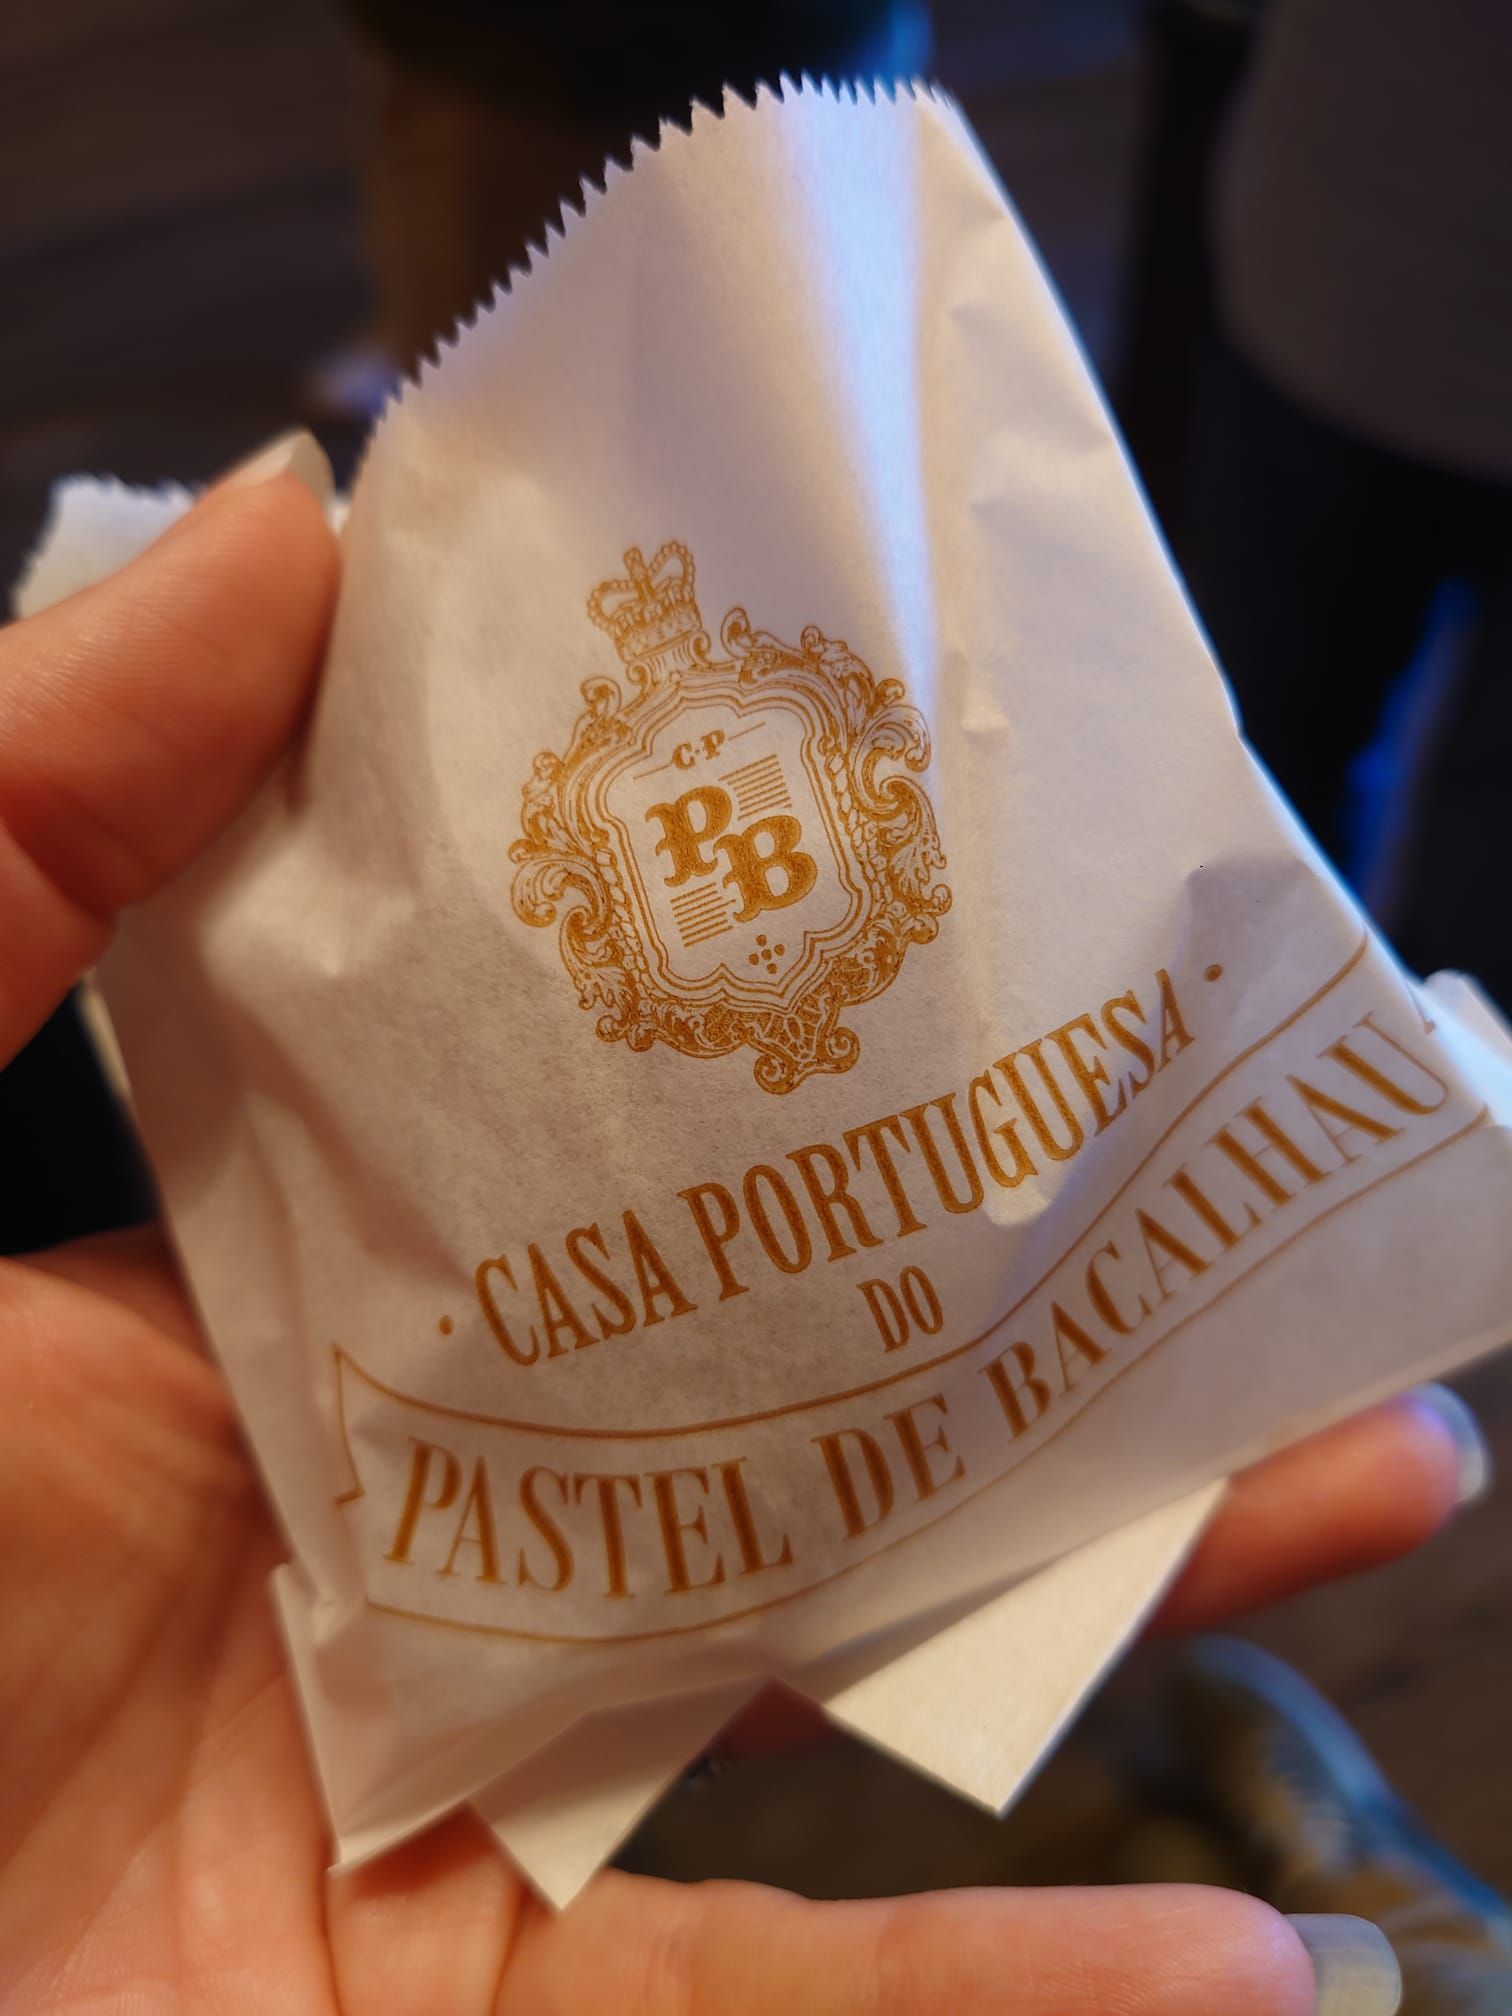 C·P
PB
· CASA PORTUGUESA ·
DO
PASTEL DE BACALHAU